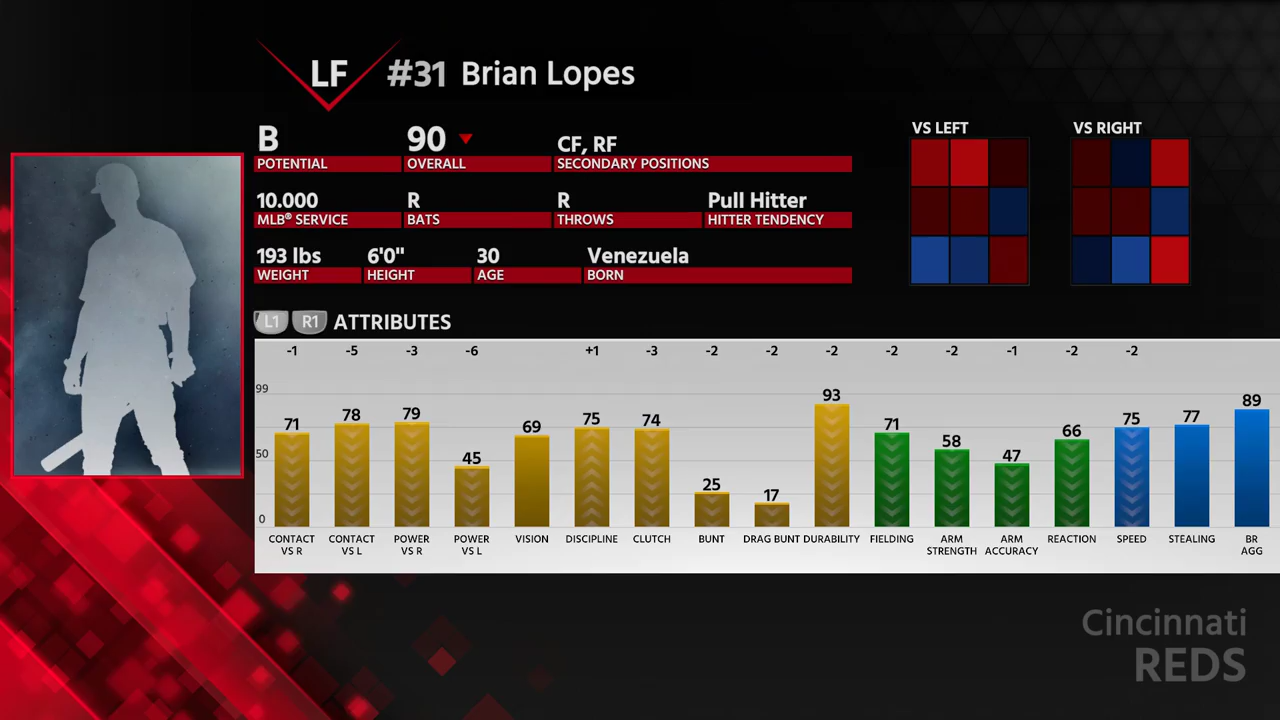 LF #31 Brian Lopes
B 90 CF, RF
POTENTIAL OVERALL SECONDARY POSITIONS
10.000 R R Pull Hitter
MLB® SERVICE BATS THROWS HITTER TENDENCY
193 lbs 6'0" 30 Venezuela
WEIGHT HEIGHT AGE BORN
VS LEFT VS RIGHT
L1 R1 ATTRIBUTES
-1 -5 -3 -6 +1 -3 -2 -2 -2 -2 -2 -1 -2 -2
99
50
0
71 78 79 45 69 75 74 25 17 93 71 58 47 66 75 77 89
CONTACT CONTACT POWER POWER VISION DISCIPLINE CLUTCH BUNT DRAG BUNT DURABILITY FIELDING ARM ARM REACTION SPEED STEALING BR
VS R VS L VS R VS L STRENGTH ACCURACY AGG
Cincinnati
REDS